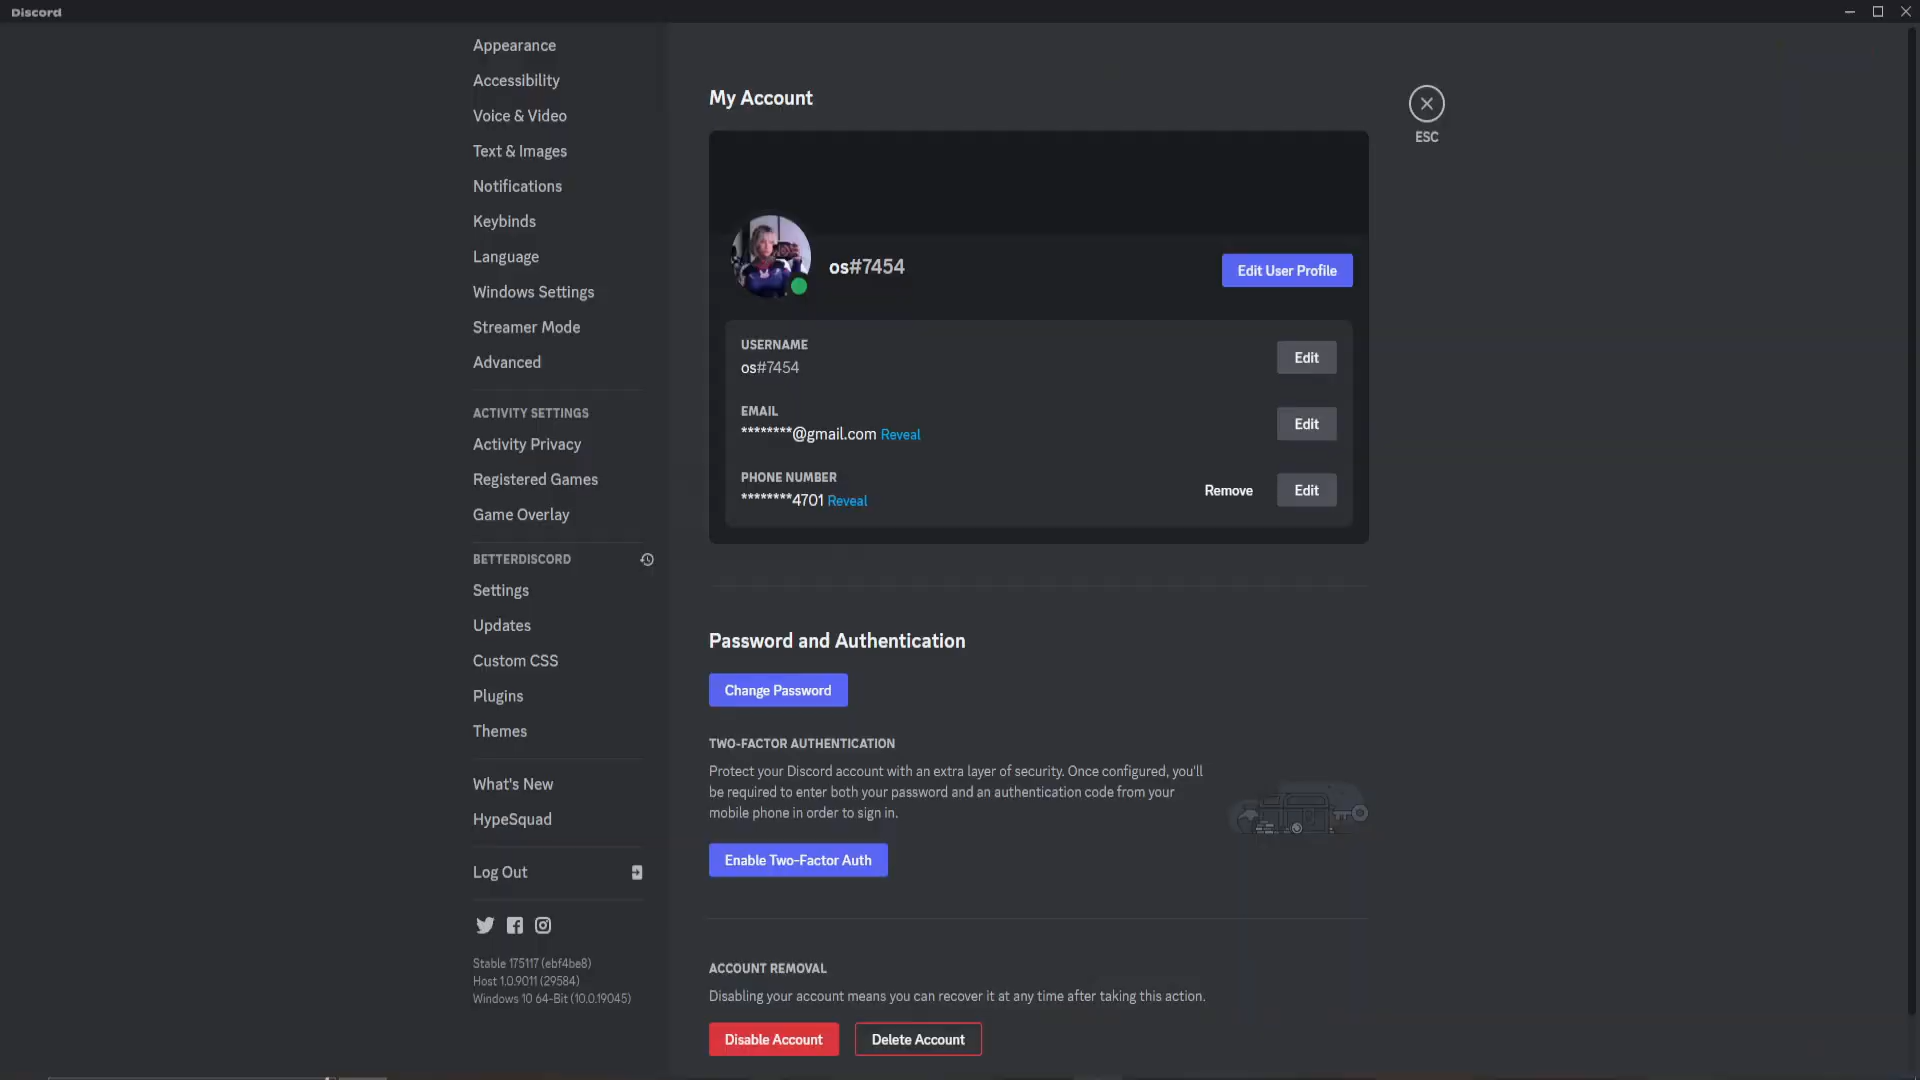 Discord
Appearance
Accessibility
Voice & Video
Text & Images
Notifications
Keybinds
Language
Windows Settings
Streamer Mode
Advanced
ACTIVITY SETTINGS
Activity Privacy
Registered Games
Game Overlay
BETTERDISCORD
Settings
Updates
Custom CSS
Plugins
Themes
What's New
HypeSquad
Log Out
Stable 175117 (ebf4be8)
Host 1.0.9011 (29584)
Windows 10 64-Bit (10.0.19045)
My Account
ESC
os#7454
Edit User Profile
USERNAME
os#7454
Edit
EMAIL
********@gmail.com Reveal
Edit
PHONE NUMBER
********4701 Reveal
Remove
Edit
Password and Authentication
Change Password
TWO-FACTOR AUTHENTICATION
Protect your Discord account with an extra layer of security. Once configured, you'll
be required to enter both your password and an authentication code from your
mobile phone in order to sign in.
Enable Two-Factor Auth
ACCOUNT REMOVAL
Disabling your account means you can recover it at any time after taking this action.
Disable Account
Delete Account